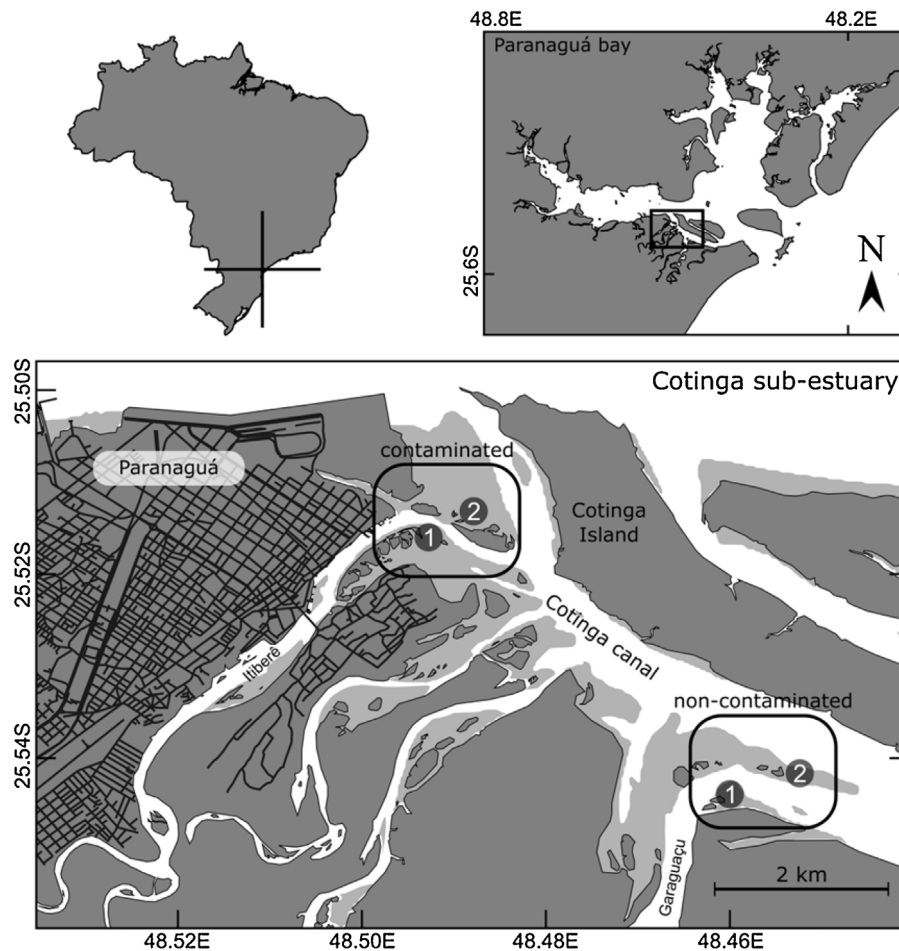 48.8E
48.2E
Paranaguá bay
25.6S
N
25.50S
Cotinga sub-estuary
contaminated
Paranaguá
2
1
Cotinga
Island
25.52S
Cotinga canal
Itiberê
non-contaminated
25.54S
2
1
Garaguaçu
2 km
48.52E
48.50E
48.48E
48.46E